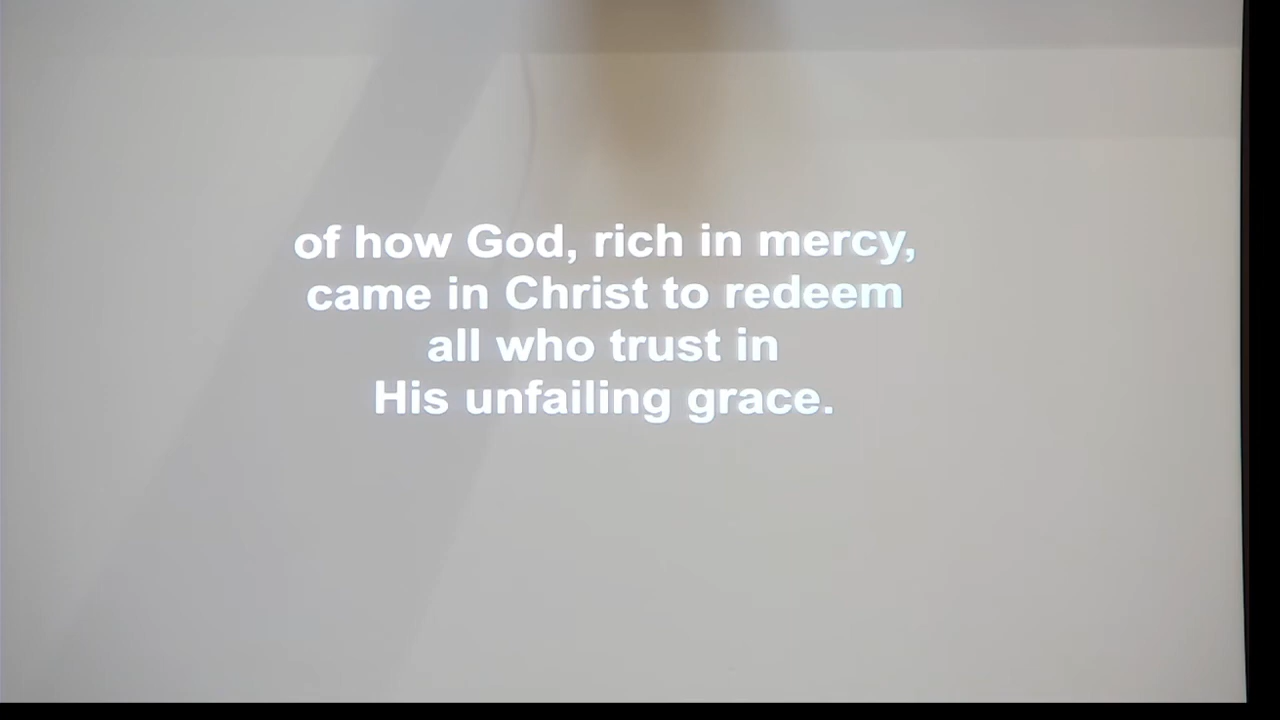 of how God, rich in mercy,
came in Christ to redeem
all who trust in
His unfailing grace.